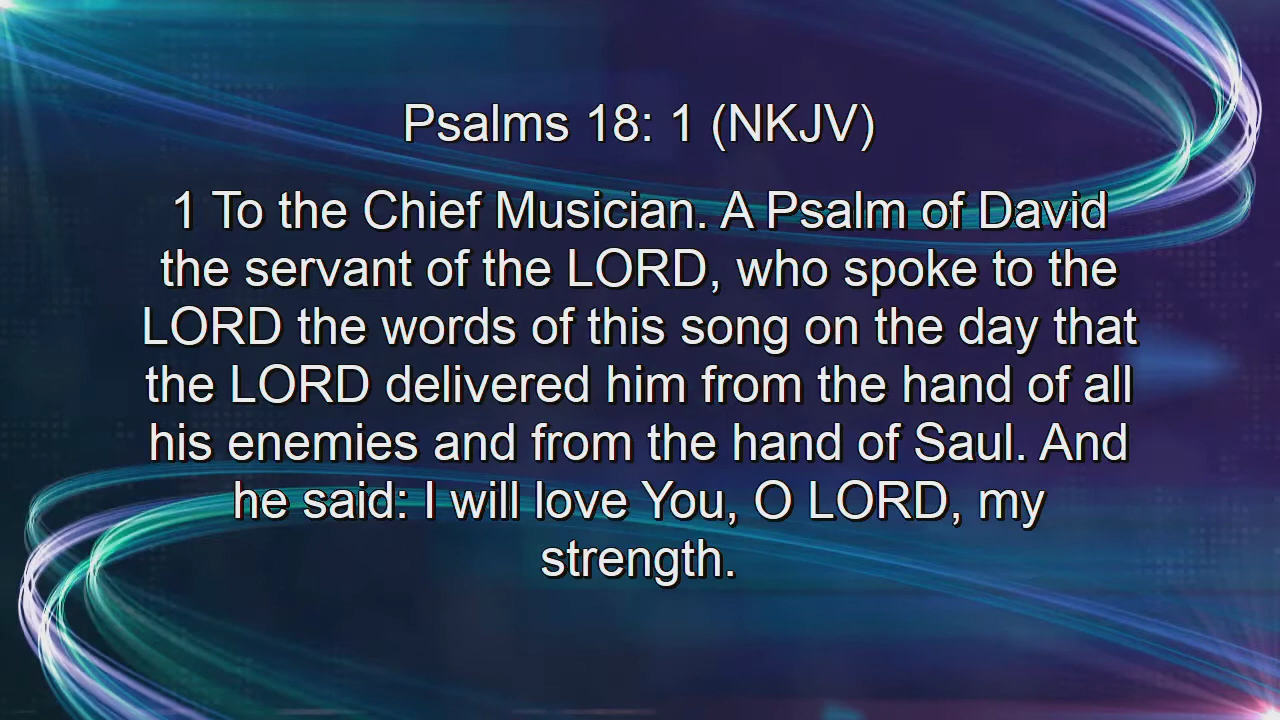 Psalms 18: 1 (NKJV)
1 To the Chief Musician. A Psalm of David
the servant of the LORD, who spoke to the
LORD the words of this song on the day that
the LORD delivered him from the hand of all
his enemies and from the hand of Saul. And
he said: I will love You, O LORD, my
strength.